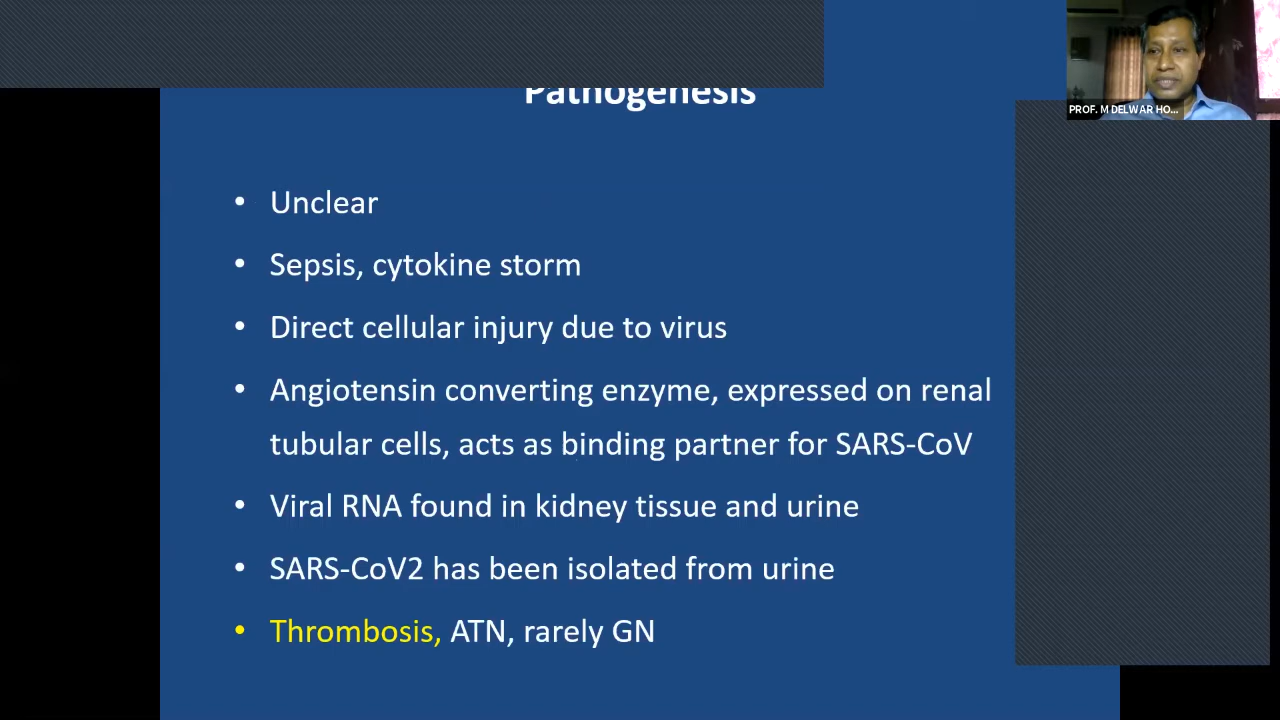 Pathogenesis
PROF. M DELWAR HO...
• Unclear
• Sepsis, cytokine storm
• Direct cellular injury due to virus
• Angiotensin converting enzyme, expressed on renal
tubular cells, acts as binding partner for SARS-CoV
• Viral RNA found in kidney tissue and urine
• SARS-CoV2 has been isolated from urine
• Thrombosis, ATN, rarely GN